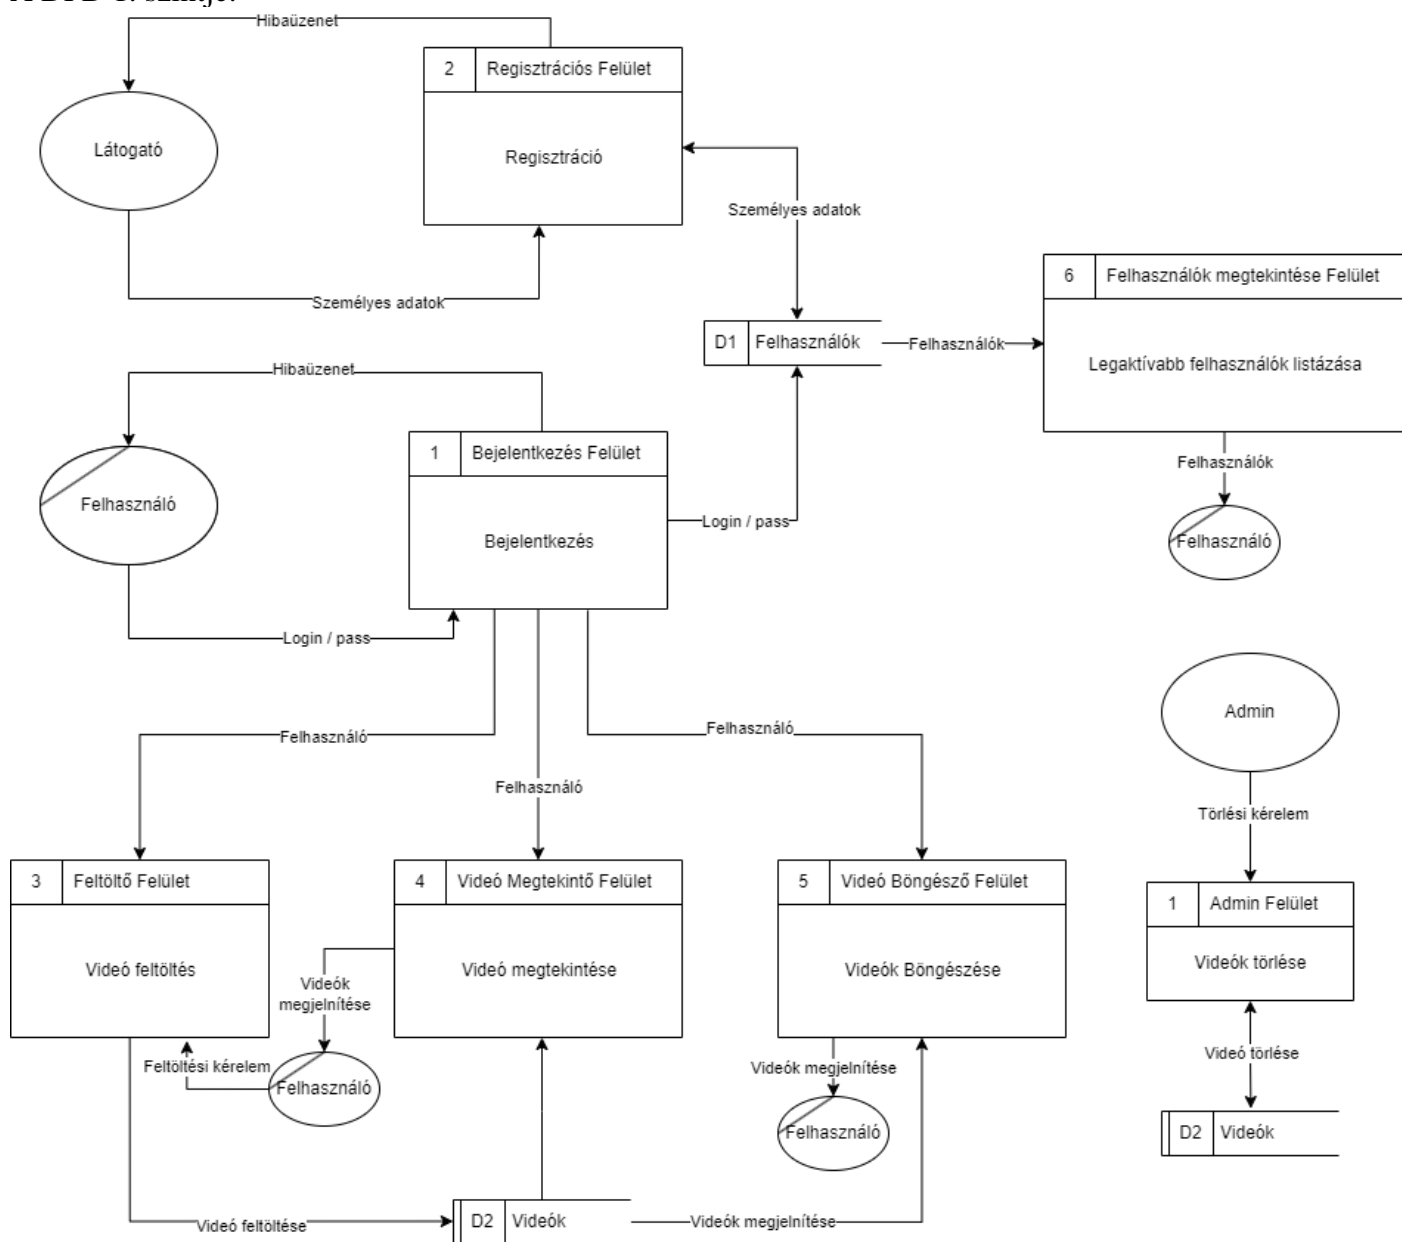 A DFD 1. szintje:
Hibaüzenet
2 Regisztrációs Felület
Látogató
Regisztráció
Személyes adatok
Személyes adatok
6 Felhasználók megtekintése Felület
D1 Felhasználók
Felhasználók
Legaktívabb felhasználók listázása
Hibaüzenet
1 Bejelentkezés Felület
Felhasználók
Felhasználó
Login / pass
Bejelentkezés
Felhasználó
Login / pass
Admin
Felhasználó
Felhasználó
Felhasználó
Törlési kérelem
3 Feltöltő Felület
4 Videó Megtekintő Felület
5 Videó Böngésző Felület
1 Admin Felület
Videó feltöltés
Videó megtekintése
Videók Böngészése
Videók törlése
Videók
megjelnítése
Videó törlése
Feltöltési kérelem
Videók megjelnítése
Felhasználó
Felhasználó
D2 Videók
Videó feltöltése
D2 Videók
Videók megjelnítése